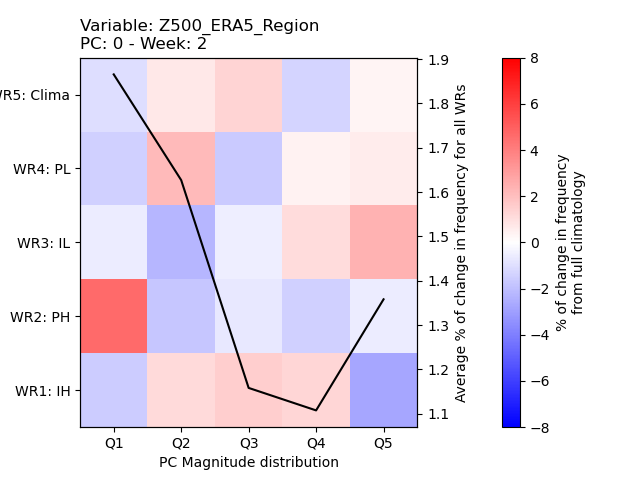 Variable: Z500_ERA5_Region
PC: 0 - Week: 2
WR5: Clima
WR4: PL
WR3: IL
WR2: PH
WR1: IH
Q1 Q2 Q3 Q4 Q5
PC Magnitude distribution
1.9
1.8
1.7
1.6
1.5
1.4
1.3
1.2
1.1
Average % of change in frequency for all WRs
8
6
4
2
0
−2
−4
−6
−8
% of change in frequency
from full climatology